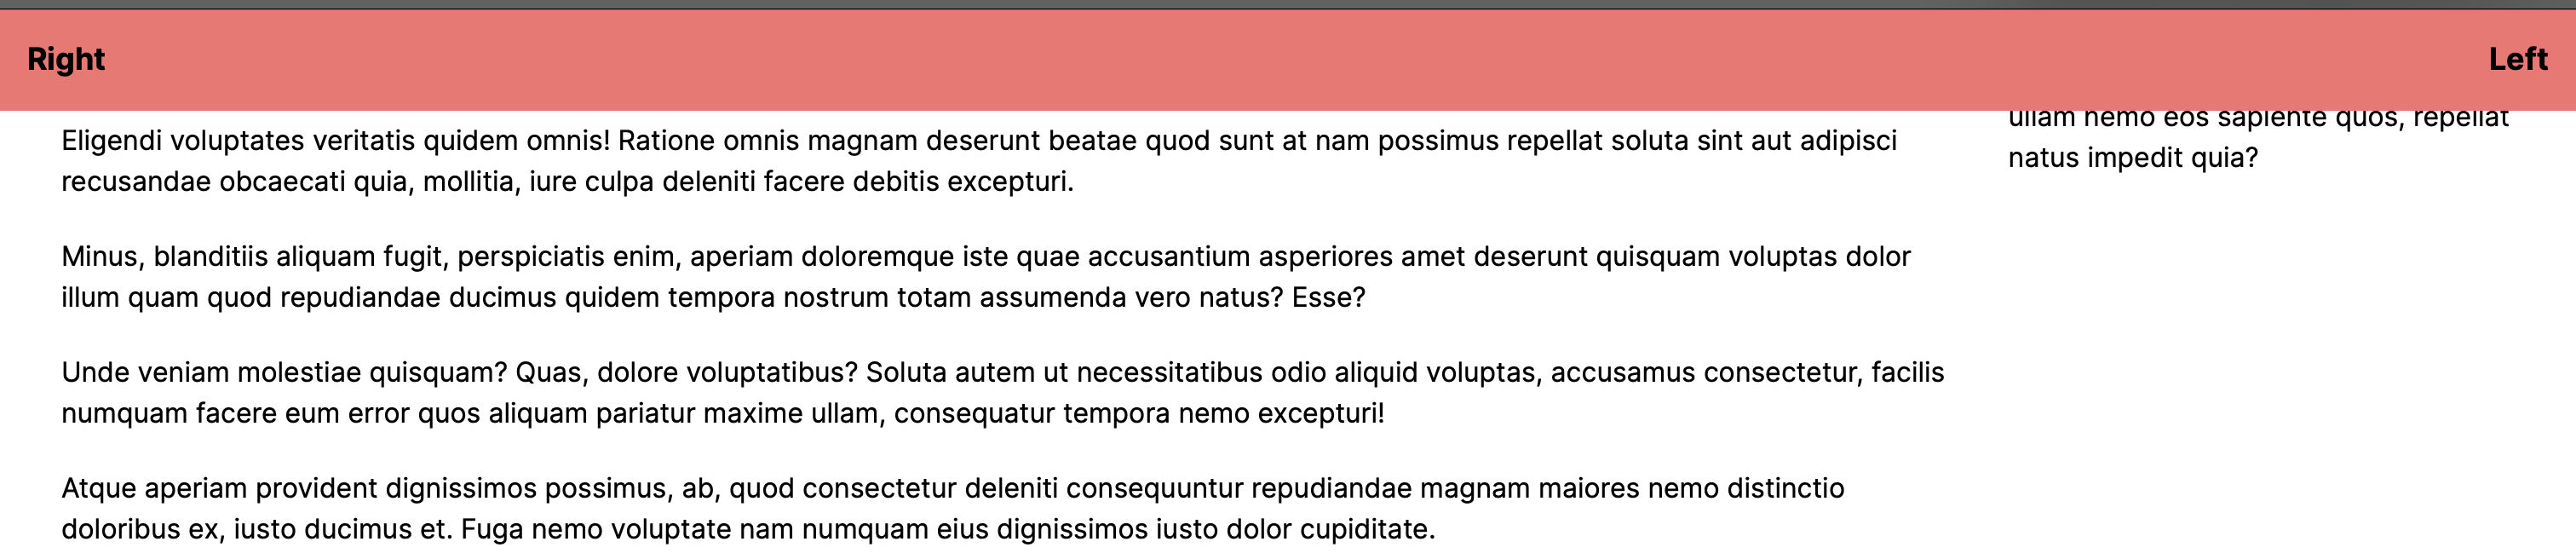 Right
Left
Eligendi voluptates veritatis quidem omnis! Ratione omnis magnam deserunt beatae quod sunt at nam possimus repellat soluta sint aut adipisci
recusandae obcaecati quia, mollitia, iure culpa deleniti facere debitis excepturi.
Minus, blanditiis aliquam fugit, perspiciatis enim, aperiam doloremque iste quae accusantium asperiores amet deserunt quisquam voluptas dolor
illum quam quod repudiandae ducimus quidem tempora nostrum totam assumenda vero natus? Esse?
Unde veniam molestiae quisquam? Quas, dolore voluptatibus? Soluta autem ut necessitatibus odio aliquid voluptas, accusamus consectetur, facilis
numquam facere eum error quos aliquam pariatur maxime ullam, consequatur tempora nemo excepturi!
Atque aperiam provident dignissimos possimus, ab, quod consectetur deleniti consequuntur repudiandae magnam maiores nemo distinctio
doloribus ex, iusto ducimus et. Fuga nemo voluptate nam numquam eius dignissimos iusto dolor cupiditate.
ullam nemo eos sapiente quos, repellat
natus impedit quia?